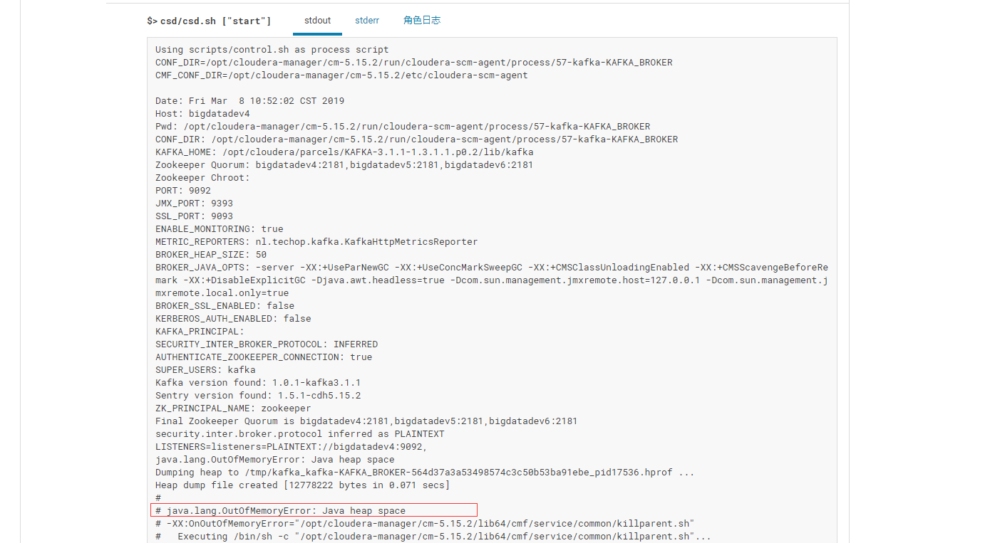 $> csd/csd.sh ["start"] stdout stderr 角色日志
Using scripts/control.sh as process script
CONF_DIR=/opt/cloudera-manager/cm-5.15.2/run/cloudera-scm-agent/process/57-kafka-KAFKA_BROKER
CMF_CONF_DIR=/opt/cloudera-manager/cm-5.15.2/etc/cloudera-scm-agent
Date: Fri Mar  8 10:52:02 CST 2019
Host: bigdatadev4
Pwd: /opt/cloudera-manager/cm-5.15.2/run/cloudera-scm-agent/process/57-kafka-KAFKA_BROKER
CONF_DIR: /opt/cloudera-manager/cm-5.15.2/run/cloudera-scm-agent/process/57-kafka-KAFKA_BROKER
KAFKA_HOME: /opt/cloudera/parcels/KAFKA-3.1.1-1.3.1.1.p0.2/lib/kafka
Zookeeper Quorum: bigdatadev4:2181,bigdatadev5:2181,bigdatadev6:2181
Zookeeper Chroot:
PORT: 9092
JMX_PORT: 9393
SSL_PORT: 9093
ENABLE_MONITORING: true
METRIC_REPORTERS: nl.techop.kafka.KafkaHttpMetricsReporter
BROKER_HEAP_SIZE: 50
BROKER_JAVA_OPTS: -server -XX:+UseParNewGC -XX:+UseConcMarkSweepGC -XX:+CMSClassUnloadingEnabled -XX:+CMSScavengeBeforeRe
mark -XX:+DisableExplicitGC -Djava.awt.headless=true -Dcom.sun.management.jmxremote.host=127.0.0.1 -Dcom.sun.management.j
mxremote.local.only=true
BROKER_SSL_ENABLED: false
KERBEROS_AUTH_ENABLED: false
KAFKA_PRINCIPAL:
SECURITY_INTER_BROKER_PROTOCOL: INFERRED
AUTHENTICATE_ZOOKEEPER_CONNECTION: true
SUPER_USERS: kafka
Kafka version found: 1.0.1-kafka3.1.1
Sentry version found: 1.5.1-cdh5.15.2
ZK_PRINCIPAL_NAME: zookeeper
Final Zookeeper Quorum is bigdatadev4:2181,bigdatadev5:2181,bigdatadev6:2181
security.inter.broker.protocol inferred as PLAINTEXT
LISTENERS=listeners=PLAINTEXT://bigdatadev4:9092,
java.lang.OutOfMemoryError: Java heap space
Dumping heap to /tmp/kafka_kafka-KAFKA_BROKER-564d37a3a53498574c3c50b53ba91ebe_pid17536.hprof ...
Heap dump file created [12778222 bytes in 0.071 secs]
#
# java.lang.OutOfMemoryError: Java heap space
# -XX:OnOutOfMemoryError="/opt/cloudera-manager/cm-5.15.2/lib64/cmf/service/common/killparent.sh"
#   Executing /bin/sh -c "/opt/cloudera-manager/cm-5.15.2/lib64/cmf/service/common/killparent.sh"...